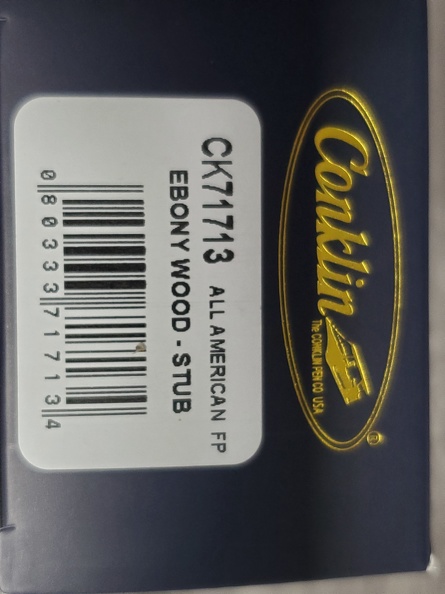 Conklin
The CONKLIN PEN CO. USA
®
CK71713 ALL AMERICAN FP
EBONY WOOD - STUB
0 80333 71713 4